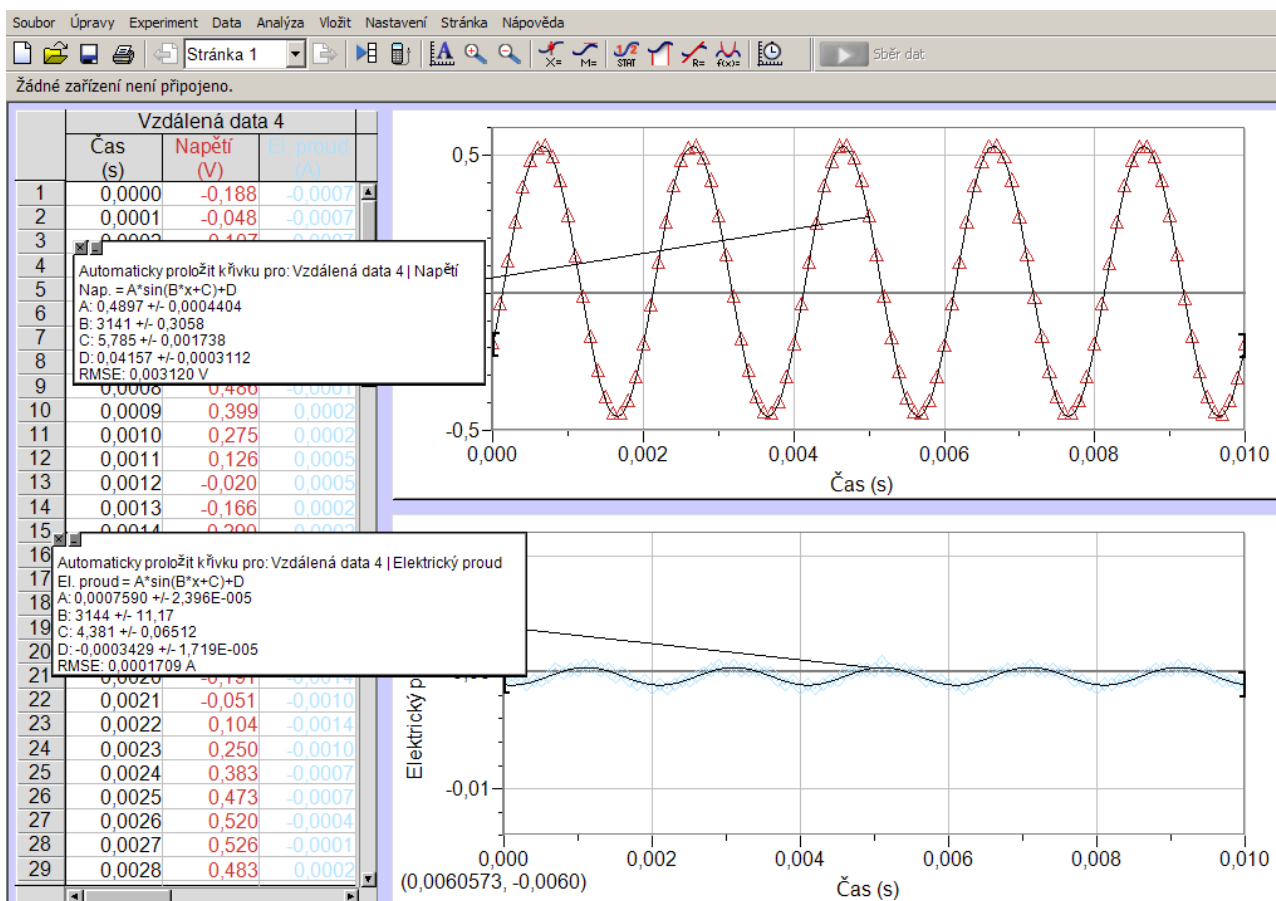 Soubor Úpravy Experiment Data Analýza Vložit Nastavení Stránka Nápověda
Stránka 1
X= M= 1/2 STAT R= f(x)= Sběr dat
Žádné zařízení není připojeno.
Vzdálená data 4
Čas Napětí El. proud
(s) (V) (A)
1 0,0000 -0,188 -0,0007
2 0,0001 -0,048 -0,0007
3
4
5
6
7
8
9 0,0008 0,486 -0,0001
10 0,0009 0,399 0,0002
11 0,0010 0,275 0,0002
12 0,0011 0,126 0,0005
13 0,0012 -0,020 0,0005
14 0,0013 -0,166 0,0002
15
16
17
18
19
20
21
22 0,0021 -0,051 -0,0010
23 0,0022 0,104 -0,0014
24 0,0023 0,250 -0,0010
25 0,0024 0,383 -0,0007
26 0,0025 0,473 -0,0007
27 0,0026 0,520 -0,0004
28 0,0027 0,526 -0,0001
29 0,0028 0,483 0,0002
Automaticky proložit křivku pro: Vzdálená data 4 | Napětí
Nap. = A*sin(B*x+C)+D
A: 0,4897 +/- 0,0004404
B: 3141 +/- 0,3058
C: 5,785 +/- 0,001738
D: 0,04157 +/- 0,0003112
RMSE: 0,003120 V
Automaticky proložit křivku pro: Vzdálená data 4 | Elektrický proud
El. proud = A*sin(B*x+C)+D
A: 0,0007590 +/- 2,396E-005
B: 3144 +/- 11,17
C: 4,381 +/- 0,06512
D: -0,0003429 +/- 1,719E-005
RMSE: 0,0001709 A
0,5
-0,5
0,000 0,002 0,004 0,006 0,008 0,010
Čas (s)
Elektrický
-0,01
0,000 0,002 0,004 0,006 0,008 0,010
(0,0060573, -0,0060)
Čas (s)